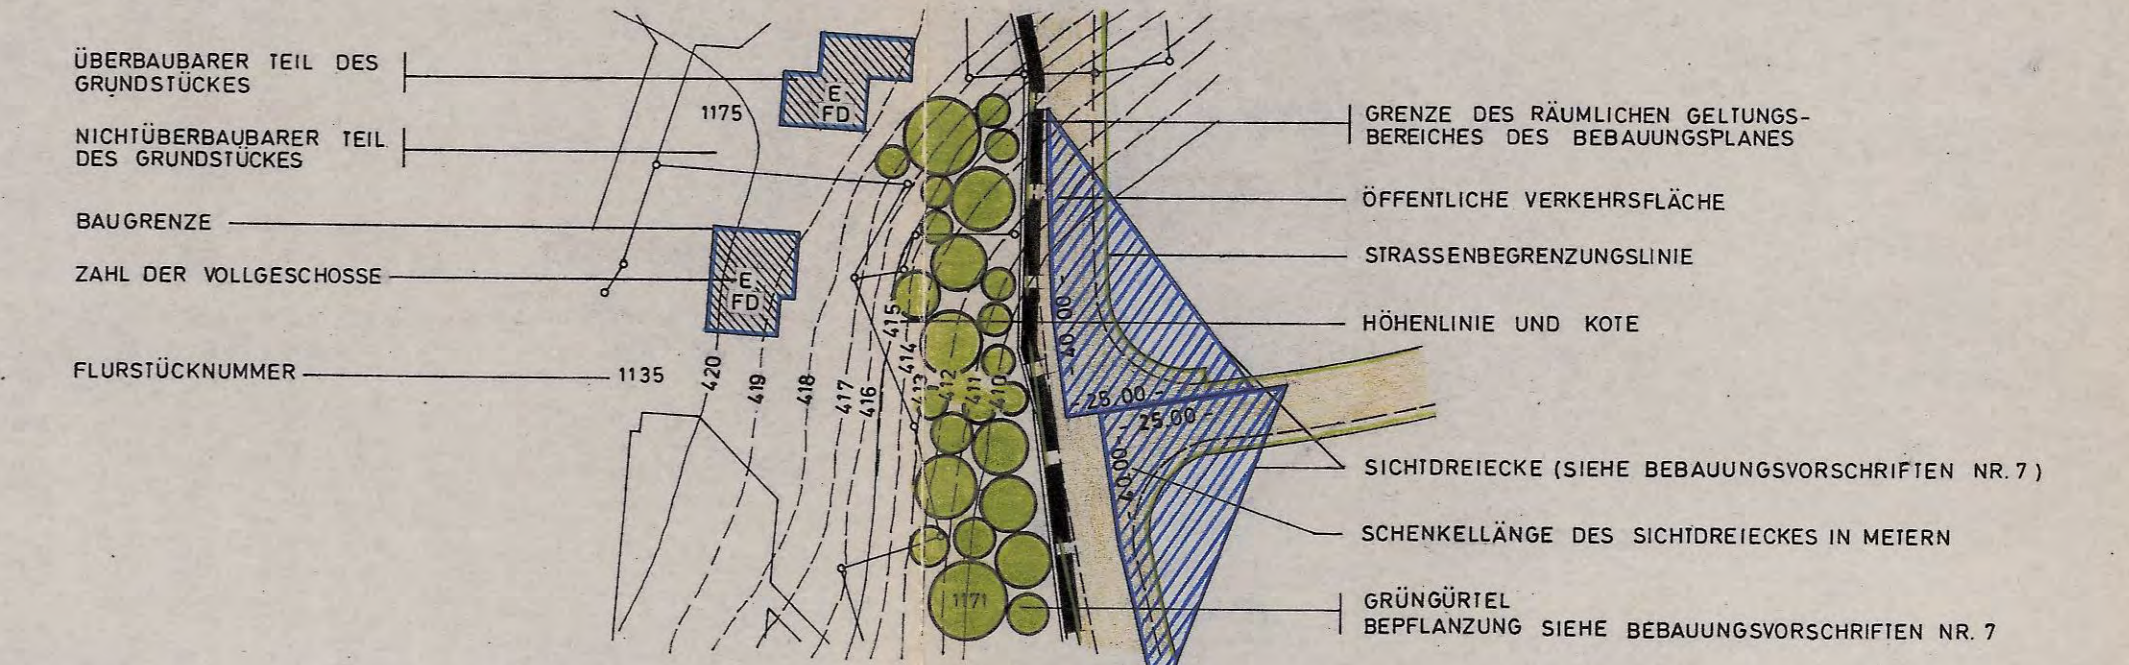 ÜBERBAUBARER TEIL DES
GRUNDSTÜCKES
NICHTÜBERBAUBARER TEIL
DES GRUNDSTÜCKES
BAUGRENZE
ZAHL DER VOLLGESCHOSSE
FLURSTÜCKNUMMER
1175
E
FD
E
FD
1135
420
419
418
417
416
415
414
413
412
411
410
1171
40.00
25.00
25.00
40.00
GRENZE DES RÄUMLICHEN GELTUNGS-
BEREICHES DES BEBAUUNGSPLANES
ÖFFENTLICHE VERKEHRSFLÄCHE
STRASSENBEGRENZUNGSLINIE
HÖHENLINIE UND KOTE
SICHTDREIECKE (SIEHE BEBAUUNGSVORSCHRIFTEN NR. 7)
SCHENKELLÄNGE DES SICHTDREIECKES IN METERN
GRÜNGÜRTEL
BEPFLANZUNG SIEHE BEBAUUNGSVORSCHRIFTEN NR. 7